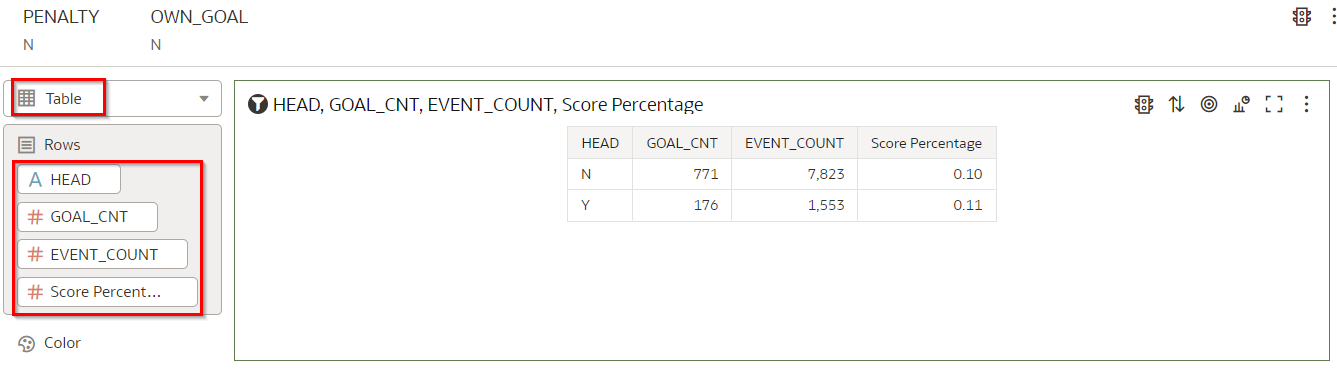 PENALTY OWN_GOAL
N N
Table
Rows
HEAD
GOAL_CNT
EVENT_COUNT
Score Percent...
Color
HEAD, GOAL_CNT, EVENT_COUNT, Score Percentage
HEAD GOAL_CNT EVENT_COUNT Score Percentage
N 771 7,823 0.10
Y 176 1,553 0.11